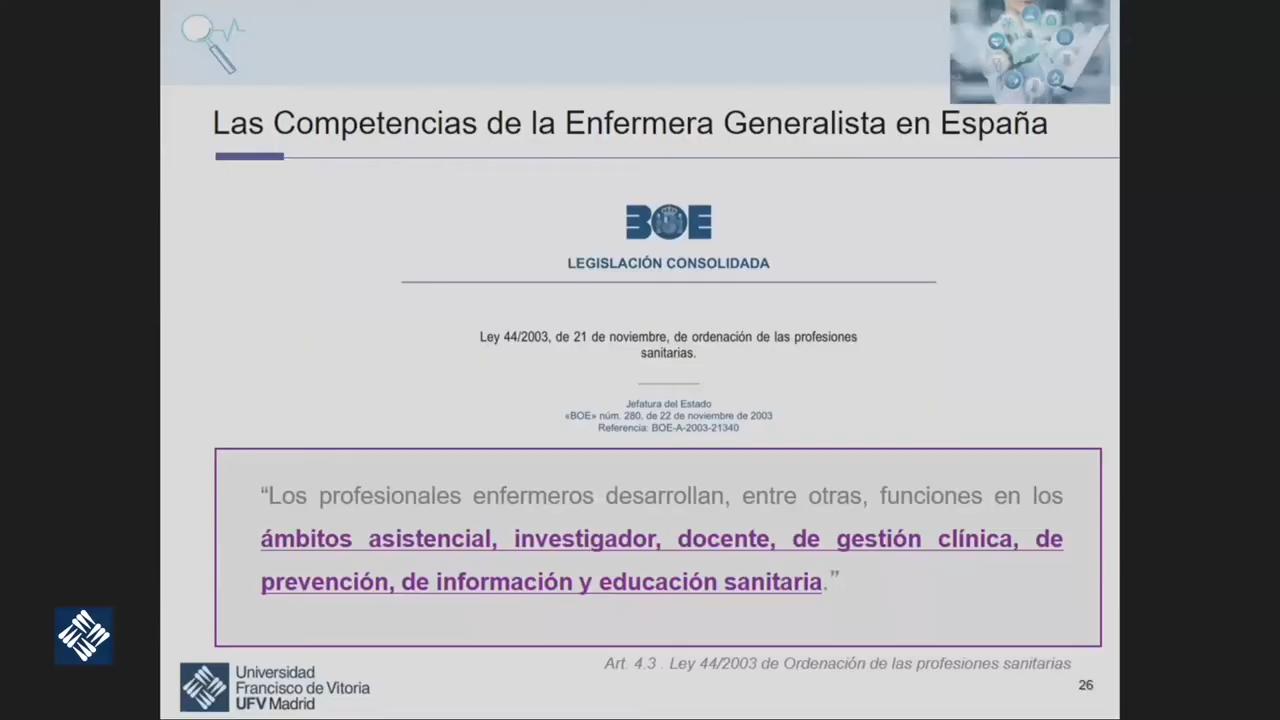 Las Competencias de la Enfermera Generalista en España
BOE
LEGISLACIÓN CONSOLIDADA
Ley 44/2003, de 21 de noviembre, de ordenación de las profesiones
sanitarias.
Jefatura del Estado
«BOE» núm. 280, de 22 de noviembre de 2003
Referencia: BOE-A-2003-21340
“Los profesionales enfermeros desarrollan, entre otras, funciones en los
ámbitos asistencial, investigador, docente, de gestión clínica, de
prevención, de información y educación sanitaria.”
Art. 4.3 . Ley 44/2003 de Ordenación de las profesiones sanitarias
26
Universidad
Francisco de Vitoria
UFV Madrid